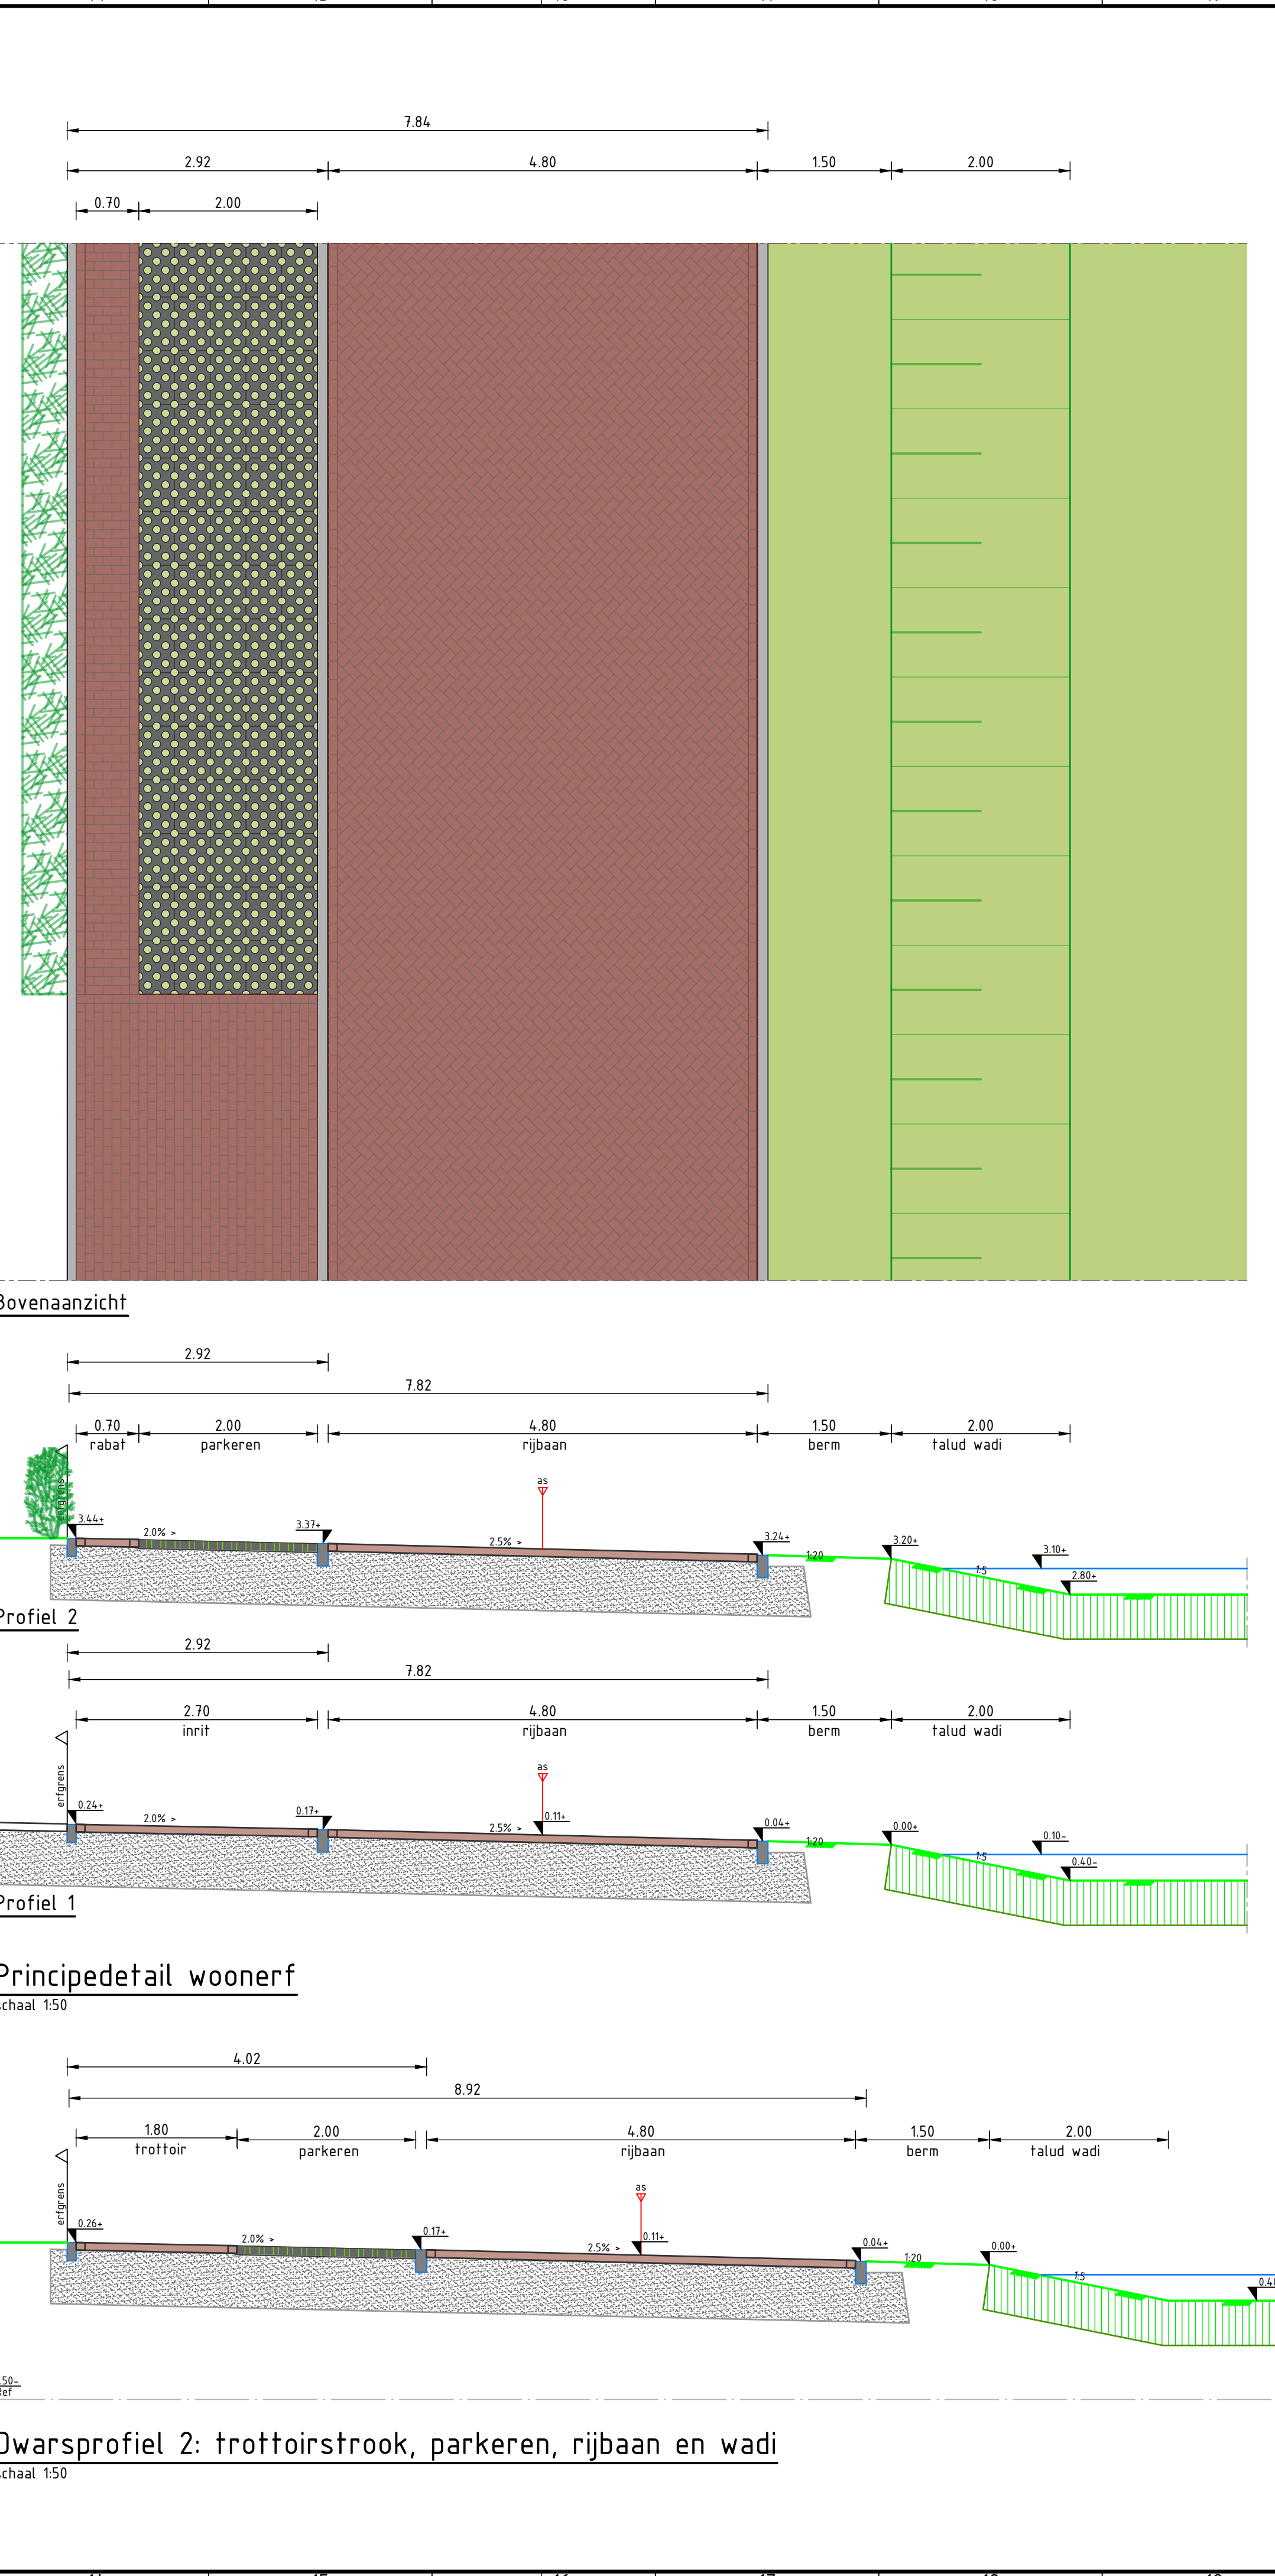 7.84
2.92 4.80 1.50 2.00
0.70 2.00
Bovenaanzicht
2.92
7.82
0.70 2.00 4.80 1.50 2.00
rabat parkeren rijbaan berm talud wadi
erfgrens
as
3.44+ 2.0% > 3.37+ 2.5% > 3.24+ 1:20 3.20+ 1:5 3.10+ 2.80+
Profiel 2
2.92
7.82
2.70 4.80 1.50 2.00
inrit rijbaan berm talud wadi
erfgrens
as
0.24+ 2.0% > 0.17+ 2.5% > 0.11+ 0.04+ 1:20 0.00+ 1:5 0.10- 0.40-
Profiel 1
Principedetail woonerf
schaal 1:50
4.02
8.92
1.80 2.00 4.80 1.50 2.00
trottoir parkeren rijbaan berm talud wadi
erfgrens
as
0.26+ 2.0% > 0.17+ 2.5% > 0.11+ 0.04+ 1:20 0.00+ 1:5
.50-
Ref
Dwarsprofiel 2: trottoirstrook, parkeren, rijbaan en wadi
schaal 1:50